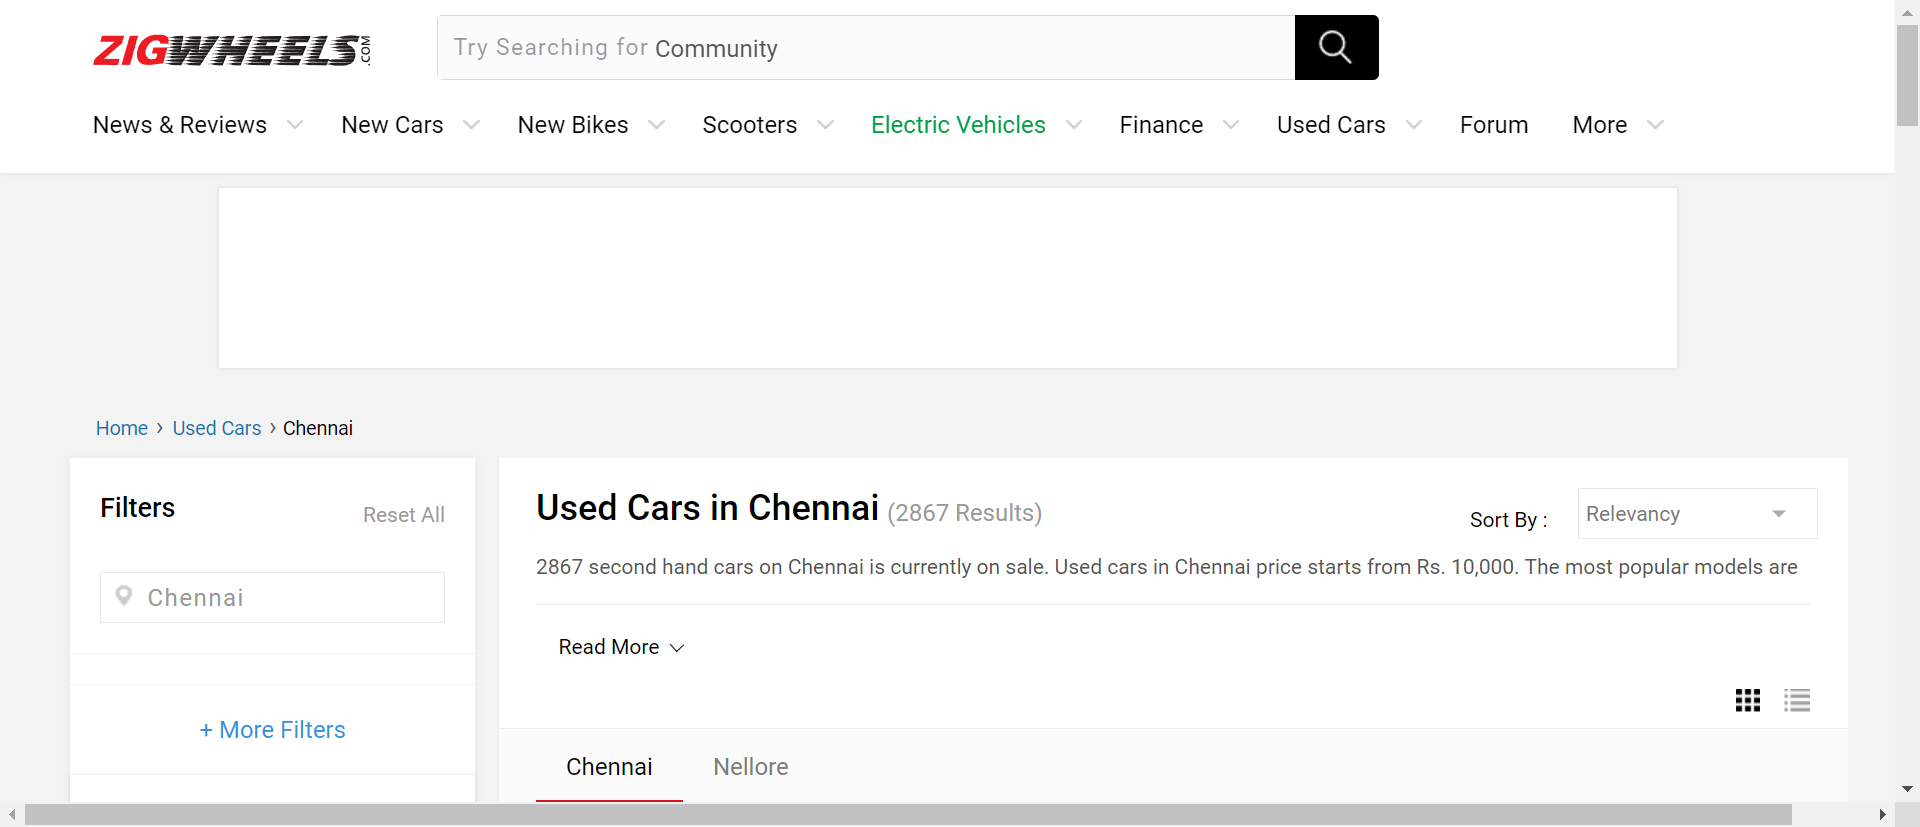 ZIGWHEELS.COM
Try Searching for Community
News & Reviews New Cars New Bikes Scooters Electric Vehicles Finance Used Cars Forum More
Home › Used Cars › Chennai
Filters
Reset All
Chennai
+ More Filters
Used Cars in Chennai (2867 Results)
Sort By :
Relevancy
2867 second hand cars on Chennai is currently on sale. Used cars in Chennai price starts from Rs. 10,000. The most popular models are
Read More
Chennai Nellore